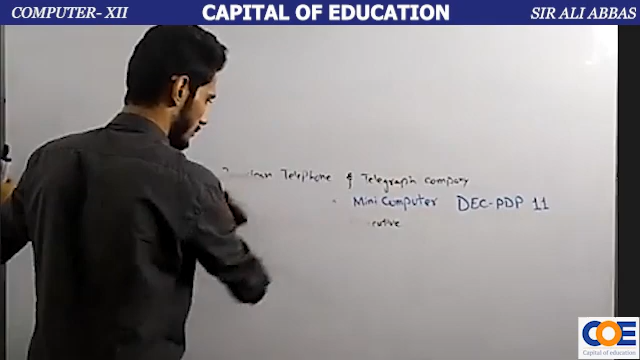 COMPUTER- XII CAPITAL OF EDUCATION SIR ALI ABBAS
Telephone & Telegraph Company
Mini Computer DEC-PDP 11
COE
Capital of education